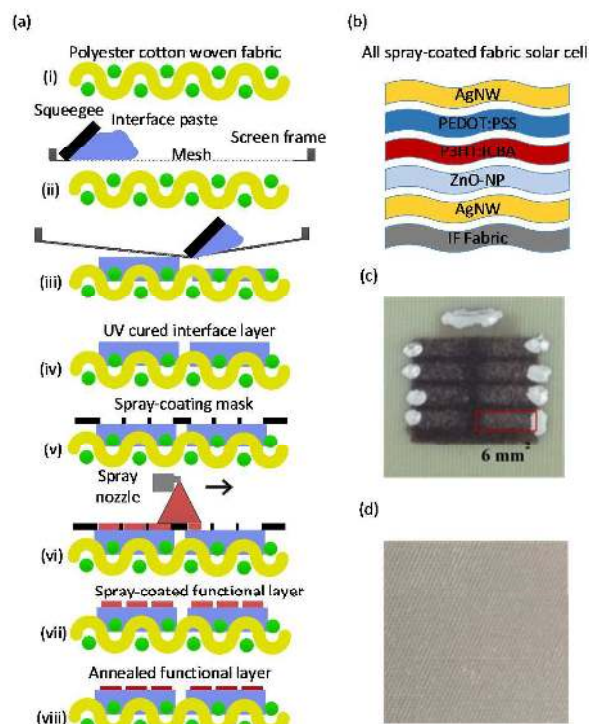 (a)
Polyester cotton woven fabric
(i)
Squeegee
Interface paste
Screen frame
Mesh
(ii)
(iii)
UV cured interface layer
(iv)
Spray-coating mask
(v)
Spray
nozzle
(vi)
Spray-coated functional layer
(vii)
Annealed functional layer
(viii)
(b)
All spray-coated fabric solar cell
AgNW
PEDOT:PSS
P3HT:ICBA
ZnO-NP
AgNW
IF Fabric
(c)
6 mm²
(d)